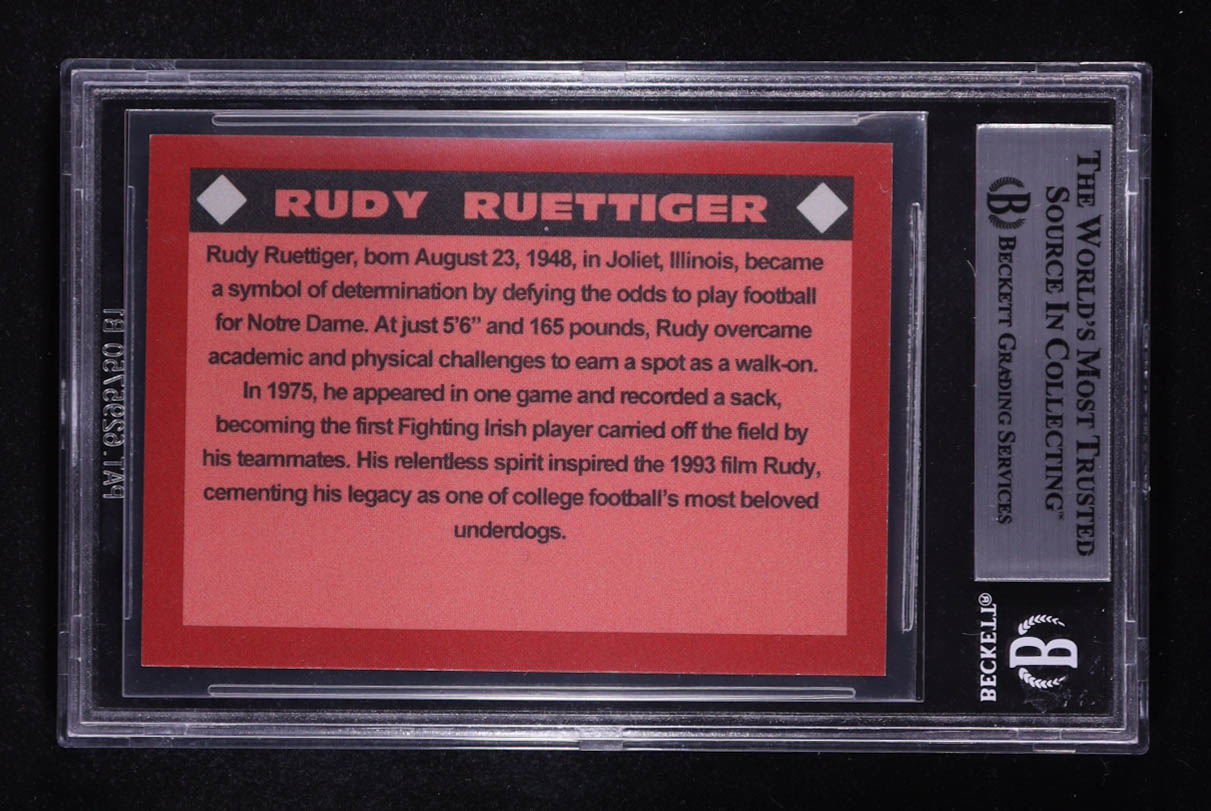 RUDY RUETTIGER
Rudy Ruettiger, born August 23, 1948, in Joliet, Illinois, became
a symbol of determination by defying the odds to play football
for Notre Dame. At just 5’6” and 165 pounds, Rudy overcame
academic and physical challenges to earn a spot as a walk-on.
In 1975, he appeared in one game and recorded a sack,
becoming the first Fighting Irish player carried off the field by
his teammates. His relentless spirit inspired the 1993 film Rudy,
cementing his legacy as one of college football’s most beloved
underdogs.
THE WORLD'S MOST TRUSTED
SOURCE IN COLLECTING™
B BECKETT GRADING SERVICES
BECKETT®
B